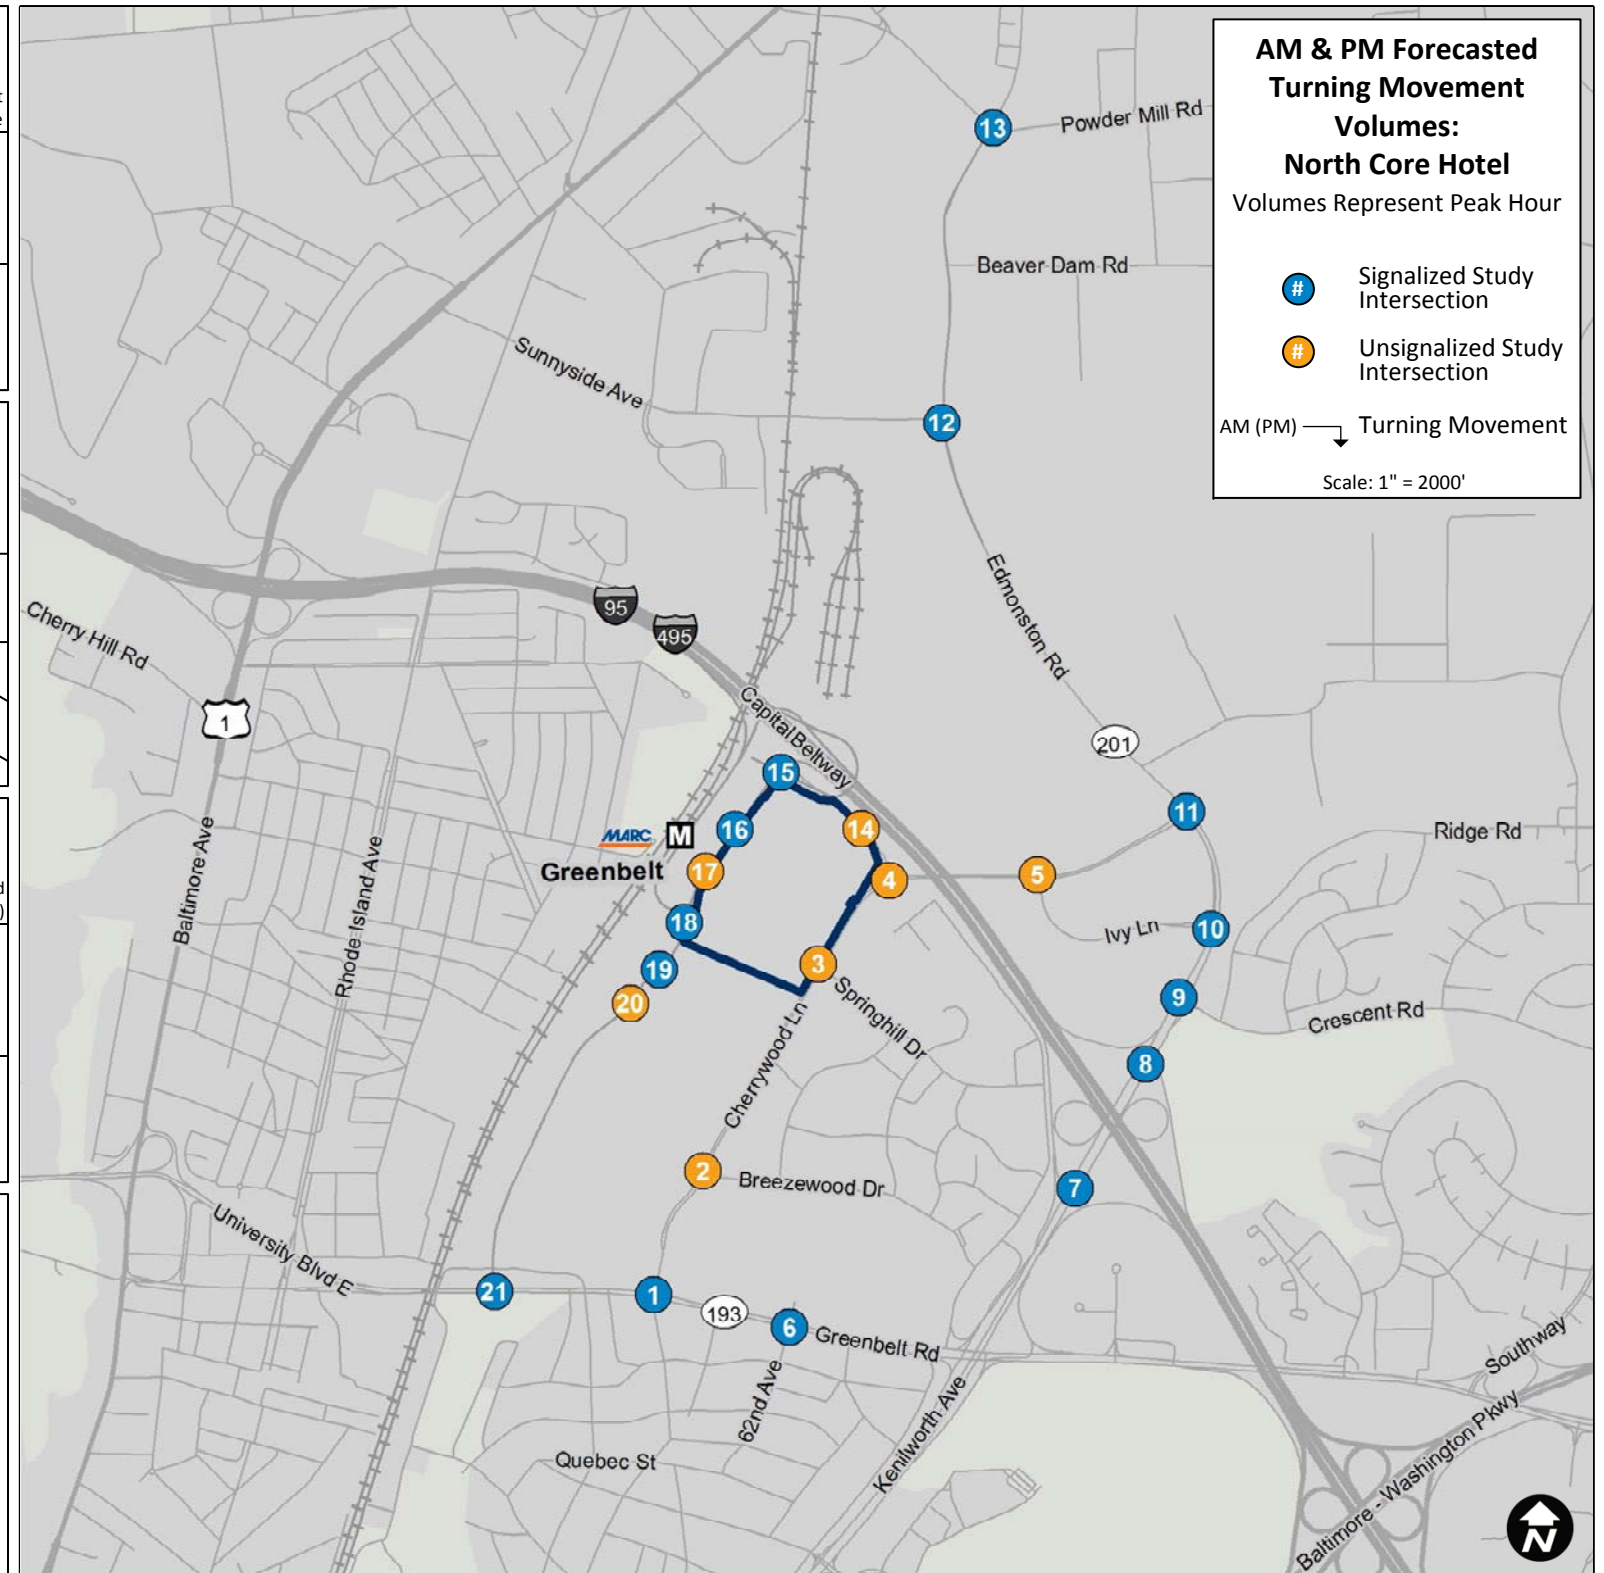 AM & PM Forecasted
Turning Movement
Volumes:
North Core Hotel
Volumes Represent Peak Hour
# Signalized Study
Intersection
# Unsignalized Study
Intersection
AM (PM) Turning Movement
Scale: 1" = 2000'
13
Powder Mill Rd
Beaver Dam Rd
Sunnyside Ave
12
Edmonston Rd
95
495
Cherry Hill Rd
1
Capital Beltway
201
15
11
16
14
Ridge Rd
MARC M
Greenbelt
17
4
5
Baltimore Ave
Rhode Island Ave
18
Ivy Ln
10
3
19
20
Springhill Dr
9
Crescent Rd
Cherrywood Ln
8
2
Breezewood Dr
7
University Blvd E
21
1
193
6
Greenbelt Rd
Southway
62nd Ave
Kenilworth Ave
Quebec St
Baltimore - Washington Pkwy
N